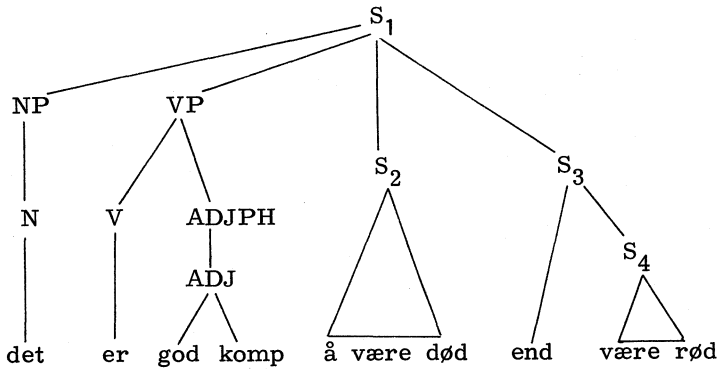 S1
NP VP
S2 S3
N V ADJPH
S4
ADJ
det er god komp å være død end være rød